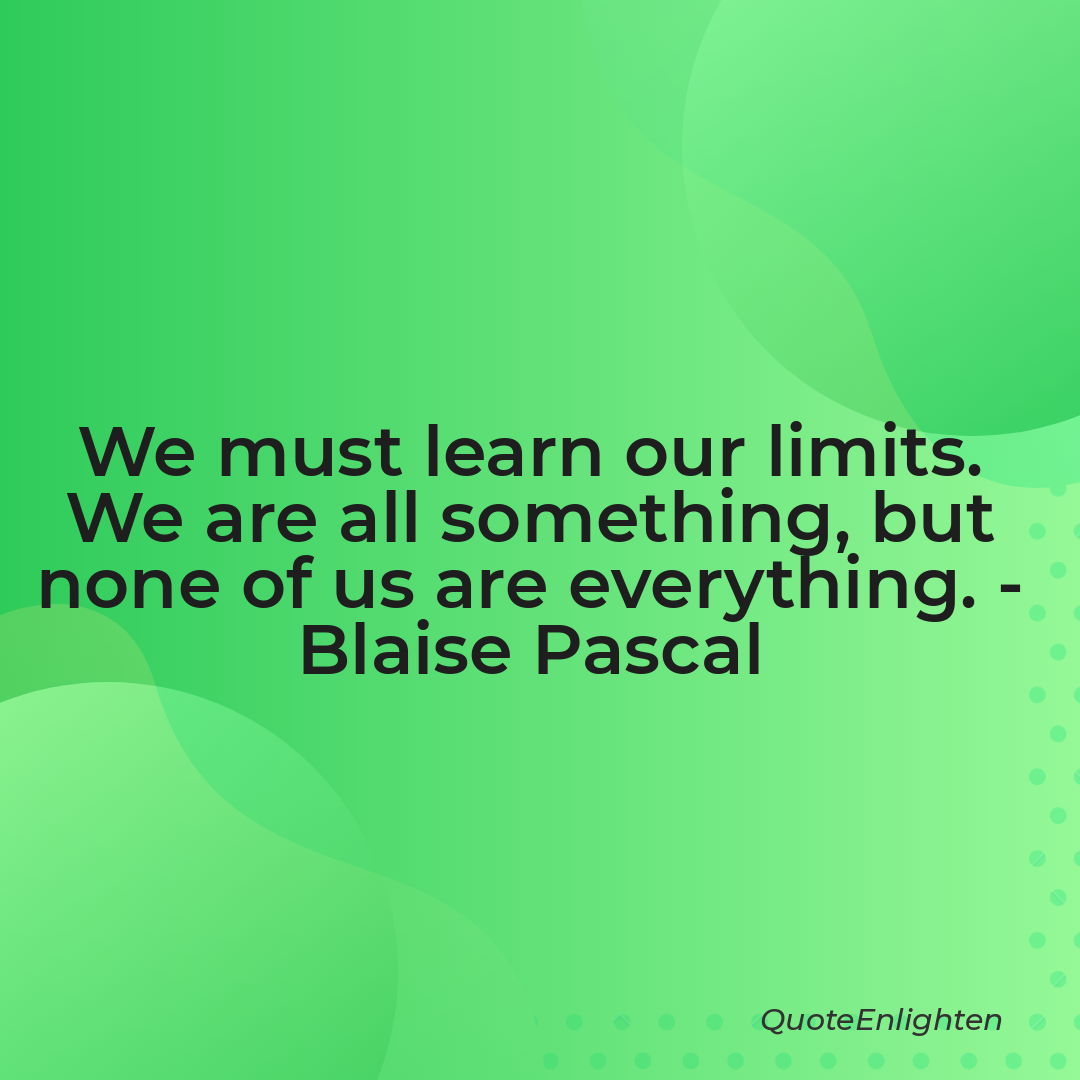 We must learn our limits.
We are all something, but
none of us are everything. -
Blaise Pascal
QuoteEnlighten